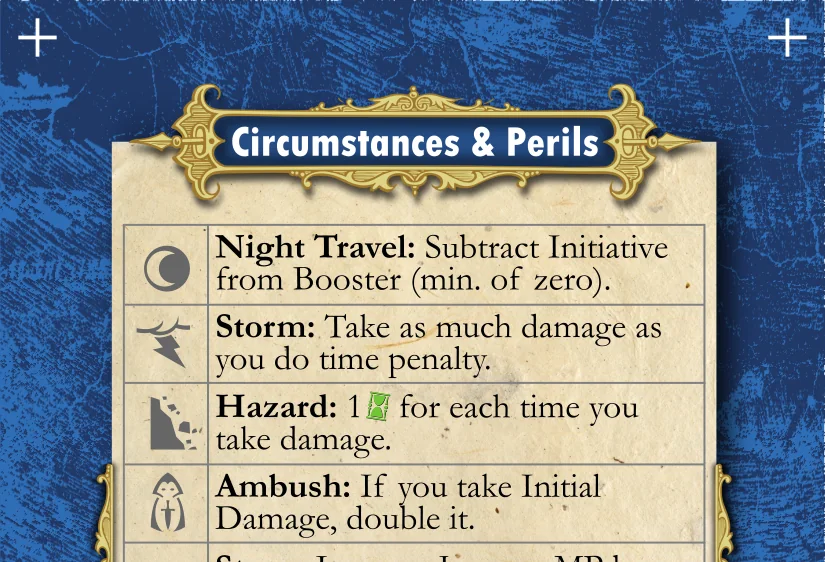 Circumstances & Perils
Night Travel: Subtract Initiative
from Booster (min. of zero).
Storm: Take as much damage as
you do time penalty.
Hazard: 1 for each time you
take damage.
Ambush: If you take Initial
Damage, double it.